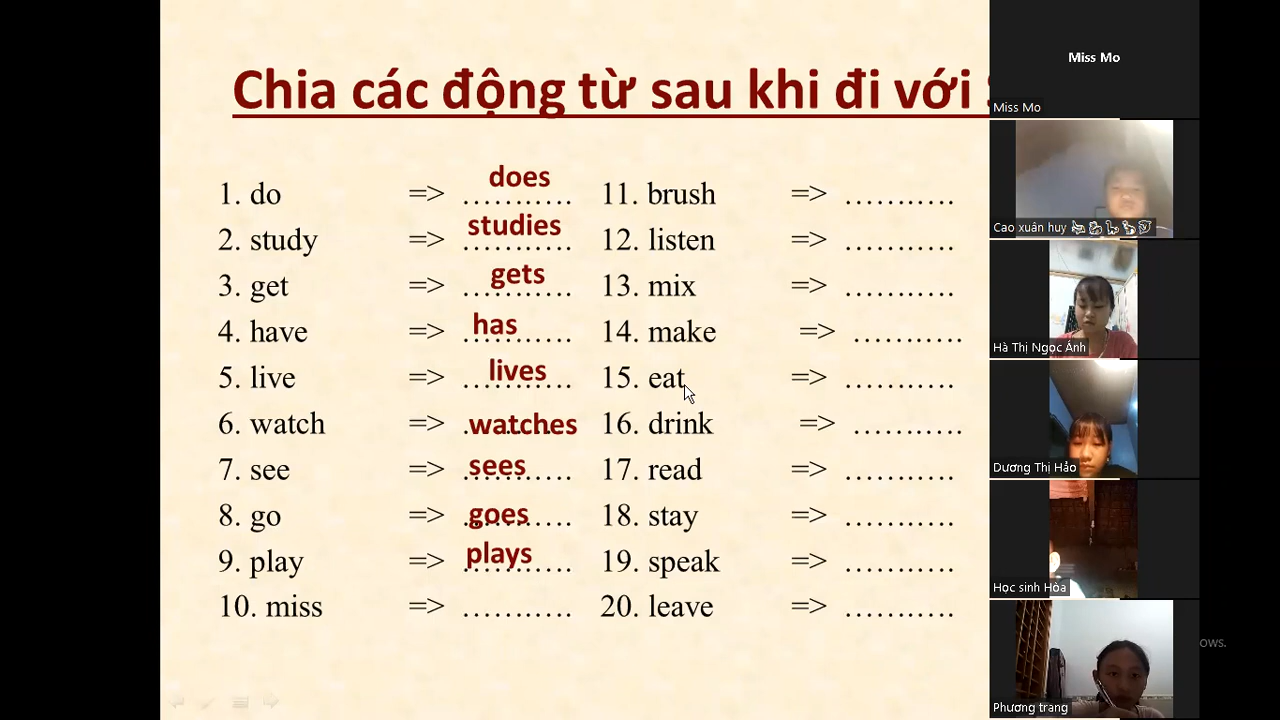 Chia các động từ sau khi đi với
1. do => ........... does
2. study => ........... studies
3. get => ........... gets
4. have => ........... has
5. live => ........... lives
6. watch => ........... watches
7. see => ........... sees
8. go => ........... goes
9. play => ........... plays
10. miss => ...........
11. brush => ...........
12. listen => ...........
13. mix => ...........
14. make => ...........
15. eat => ...........
16. drink => ...........
17. read => ...........
18. stay => ...........
19. speak => ...........
20. leave => ...........
Miss Mo
Miss Mo
Cao xuân huy
Hà Thị Ngọc Ánh
Dương Thị Hảo
Học sinh Hòa
Phương trang
ows.